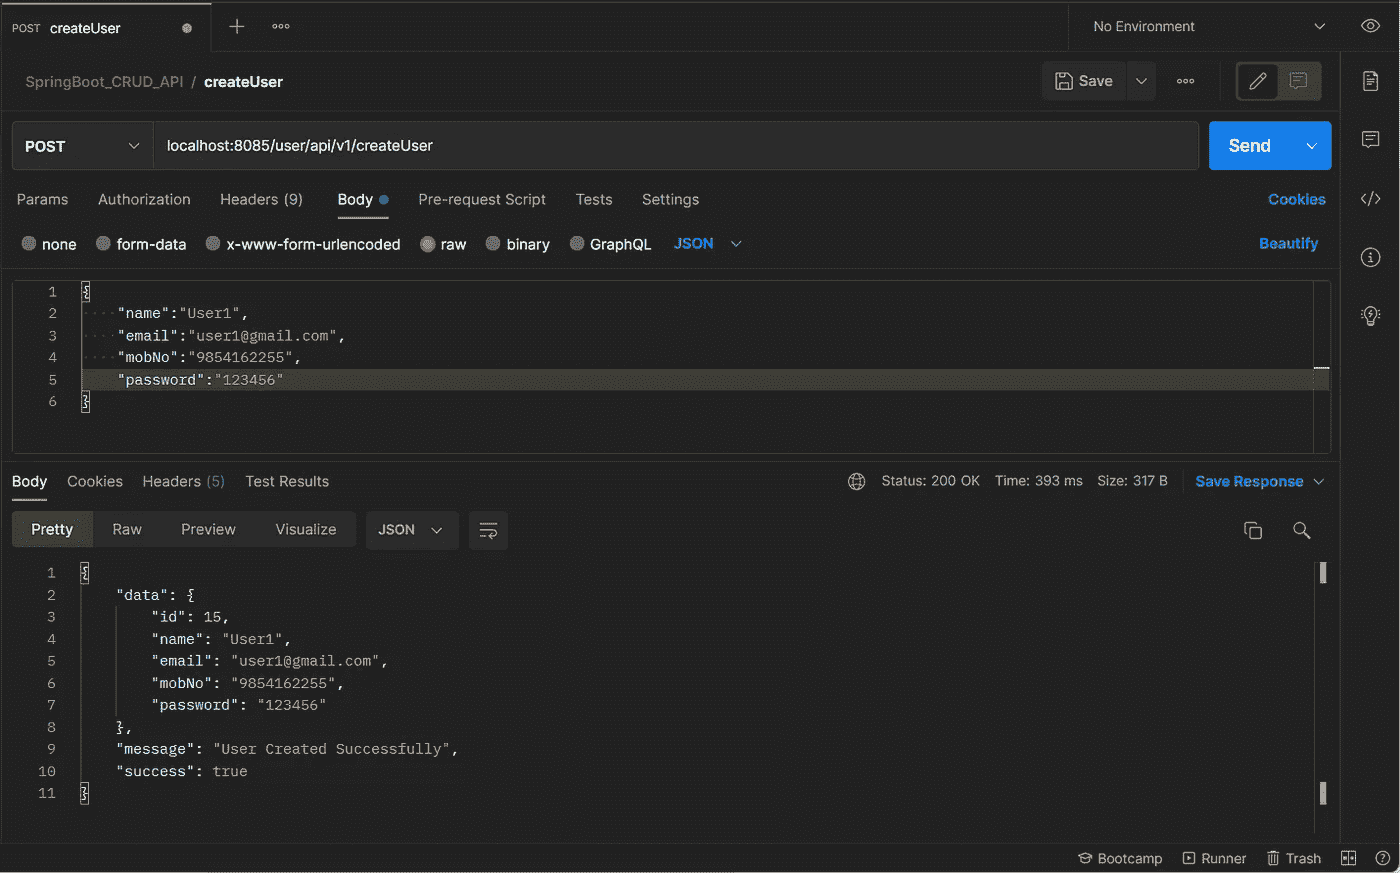 POST createUser
No Environment
SpringBoot_CRUD_API / createUser
Save
POST
localhost:8085/user/api/v1/createUser
Send
Params Authorization Headers (9) Body Pre-request Script Tests Settings Cookies
none form-data x-www-form-urlencoded raw binary GraphQL JSON Beautify
1 {
2 "name":"User1",
3 "email":"user1@gmail.com",
4 "mobNo":"9854162255",
5 "password":"123456"
6 }
Body Cookies Headers (5) Test Results Status: 200 OK Time: 393 ms Size: 317 B Save Response
Pretty Raw Preview Visualize JSON
1 {
2 "data": {
3 "id": 15,
4 "name": "User1",
5 "email": "user1@gmail.com",
6 "mobNo": "9854162255",
7 "password": "123456"
8 },
9 "message": "User Created Successfully",
10 "success": true
11 }
Bootcamp Runner Trash